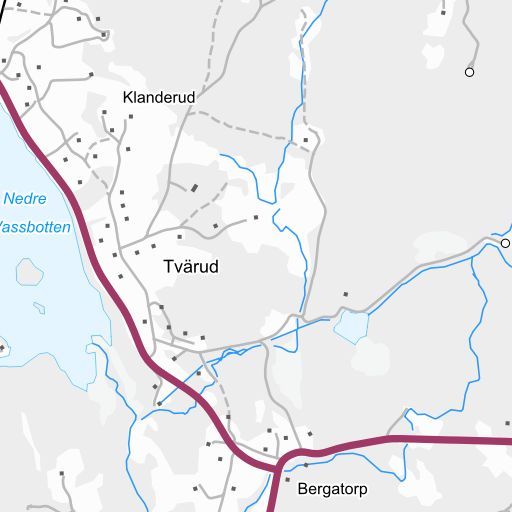 Klanderud
Nedre
Vassbotten
Tvärud
Bergatorp